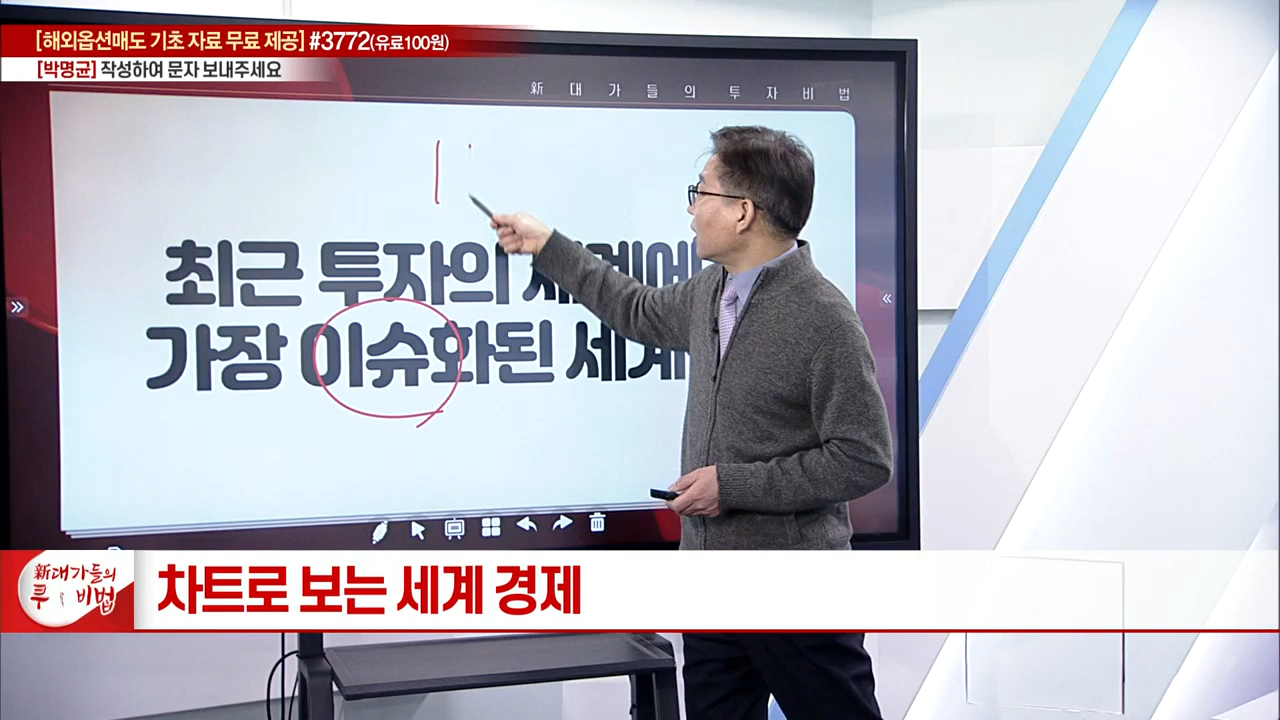 [해외옵션매도 기초 자료 무료 제공] #3772(유료100원)
[박명균] 작성하여 문자 보내주세요
新 대가들의 투자비법
최근 투자의
가장 이슈화된 세계
新대가들의
비법
차트로 보는 세계 경제